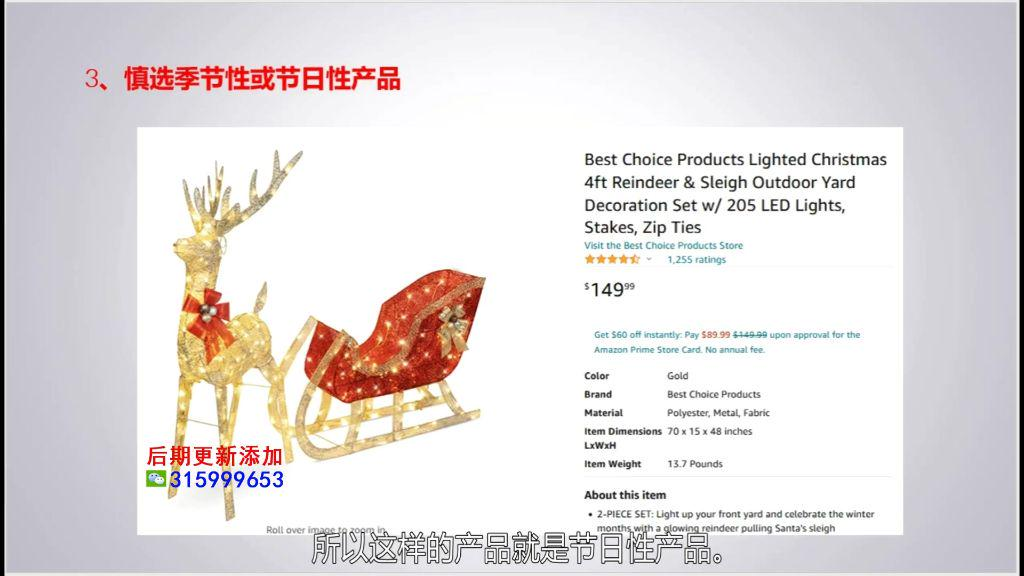 3、慎选季节性或节日性产品
Best Choice Products Lighted Christmas
4ft Reindeer & Sleigh Outdoor Yard
Decoration Set w/ 205 LED Lights,
Stakes, Zip Ties
Visit the Best Choice Products Store
1,255 ratings
$149.99
Get $60 off instantly: Pay $89.99 $149.99 upon approval for the
Amazon Prime Store Card. No annual fee.
Color Gold
Brand Best Choice Products
Material Polyester, Metal, Fabric
Item Dimensions 70 x 15 x 48 inches
LxWxH
Item Weight 13.7 Pounds
About this item
• 2-PIECE SET: Light up your front yard and celebrate the winter
months with a glowing reindeer pulling Santa's sleigh
后期更新添加
315999653
Roll over image to zoom in
所以这样的产品就是节日性产品。